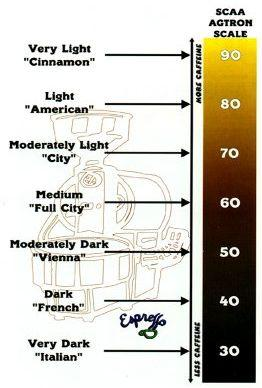 SCAA
AGTRON
SCALE
Very Light
"Cinnamon"
90
MORE CAFFEINE
Light
"American"
80
Moderately Light
"City"
70
Medium
"Full City"
60
Moderately Dark
"Vienna"
50
Dark
"French"
40
Espresso
LESS CAFFEINE
Very Dark
"Italian"
30